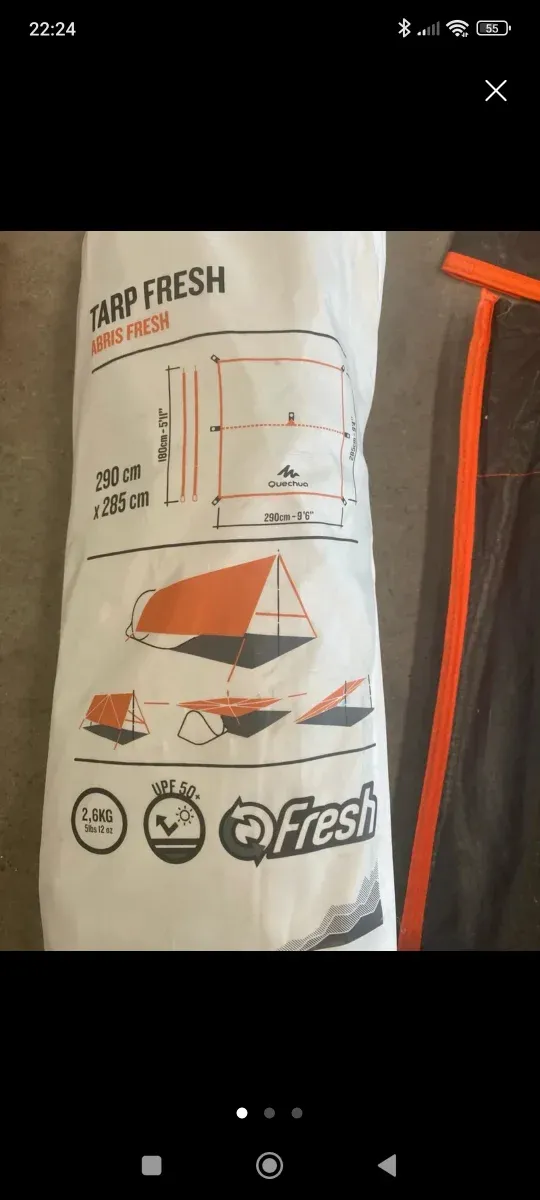 22:24
55
TARP FRESH
ABRIS FRESH
180cm - 5'11"
290 cm
x 285 cm
Quechua
290cm - 9'6"
2,6KG
5lbs 12 oz
UPF 50+
Fresh